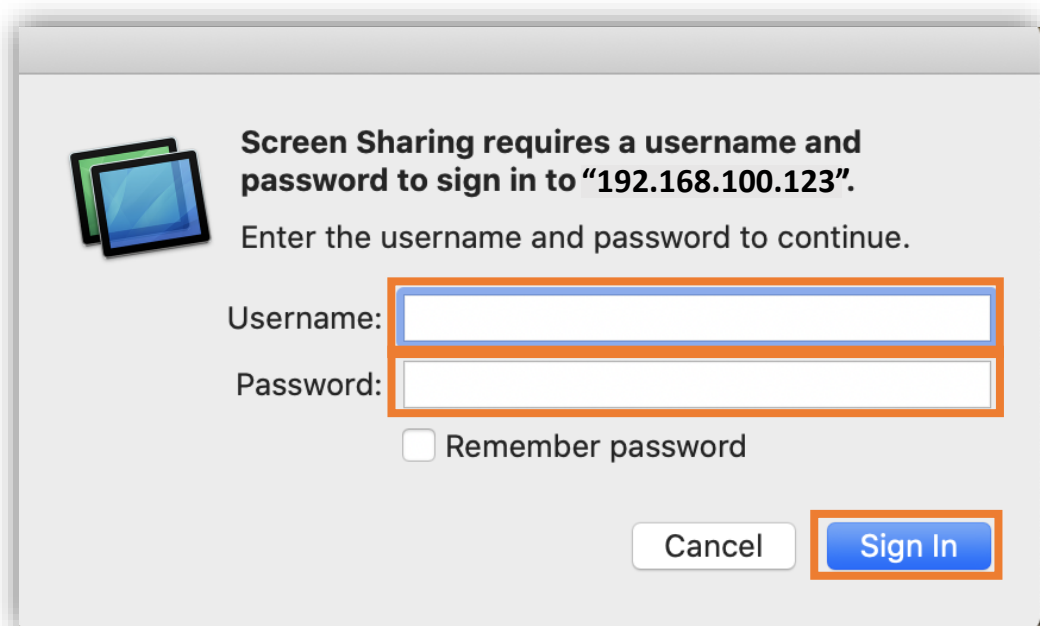 Screen Sharing requires a username and
password to sign in to “192.168.100.123”.
Enter the username and password to continue.
Username:
Password:
Remember password
Cancel
Sign In